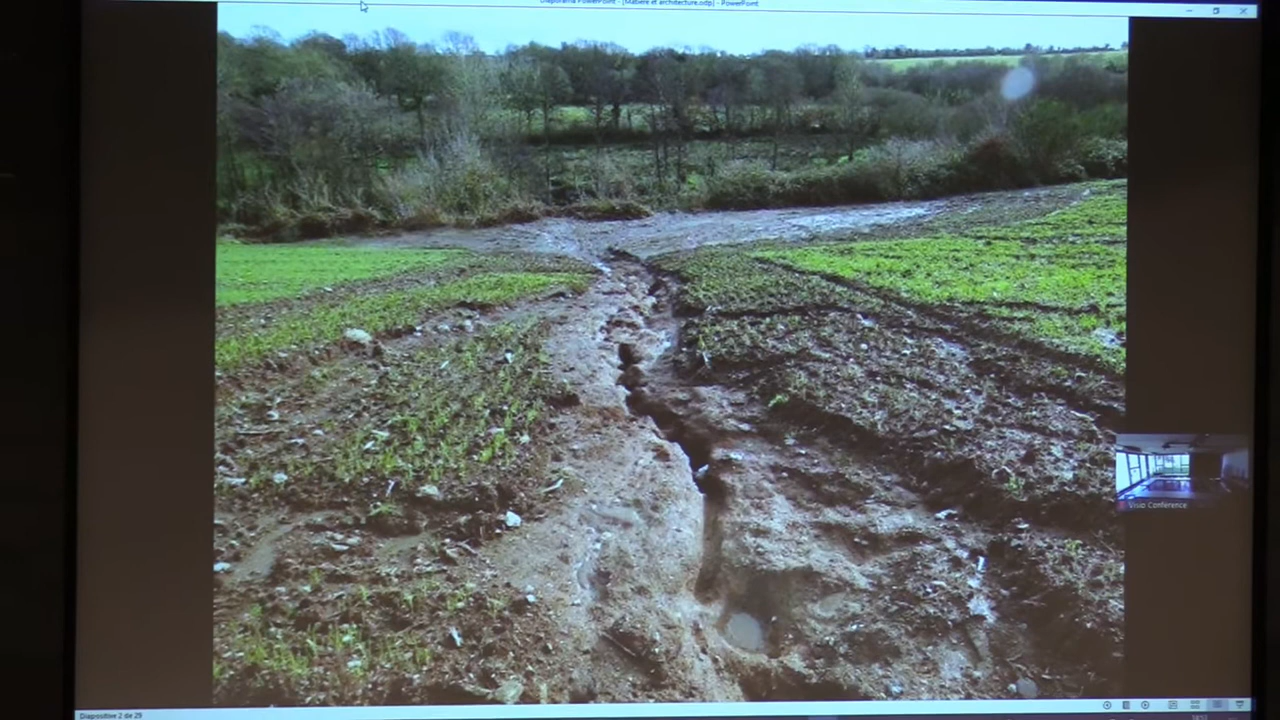 Diaporama PowerPoint - [Matière et architecture.odp] - PowerPoint
Visio Conference
Diapositive 2 de 29